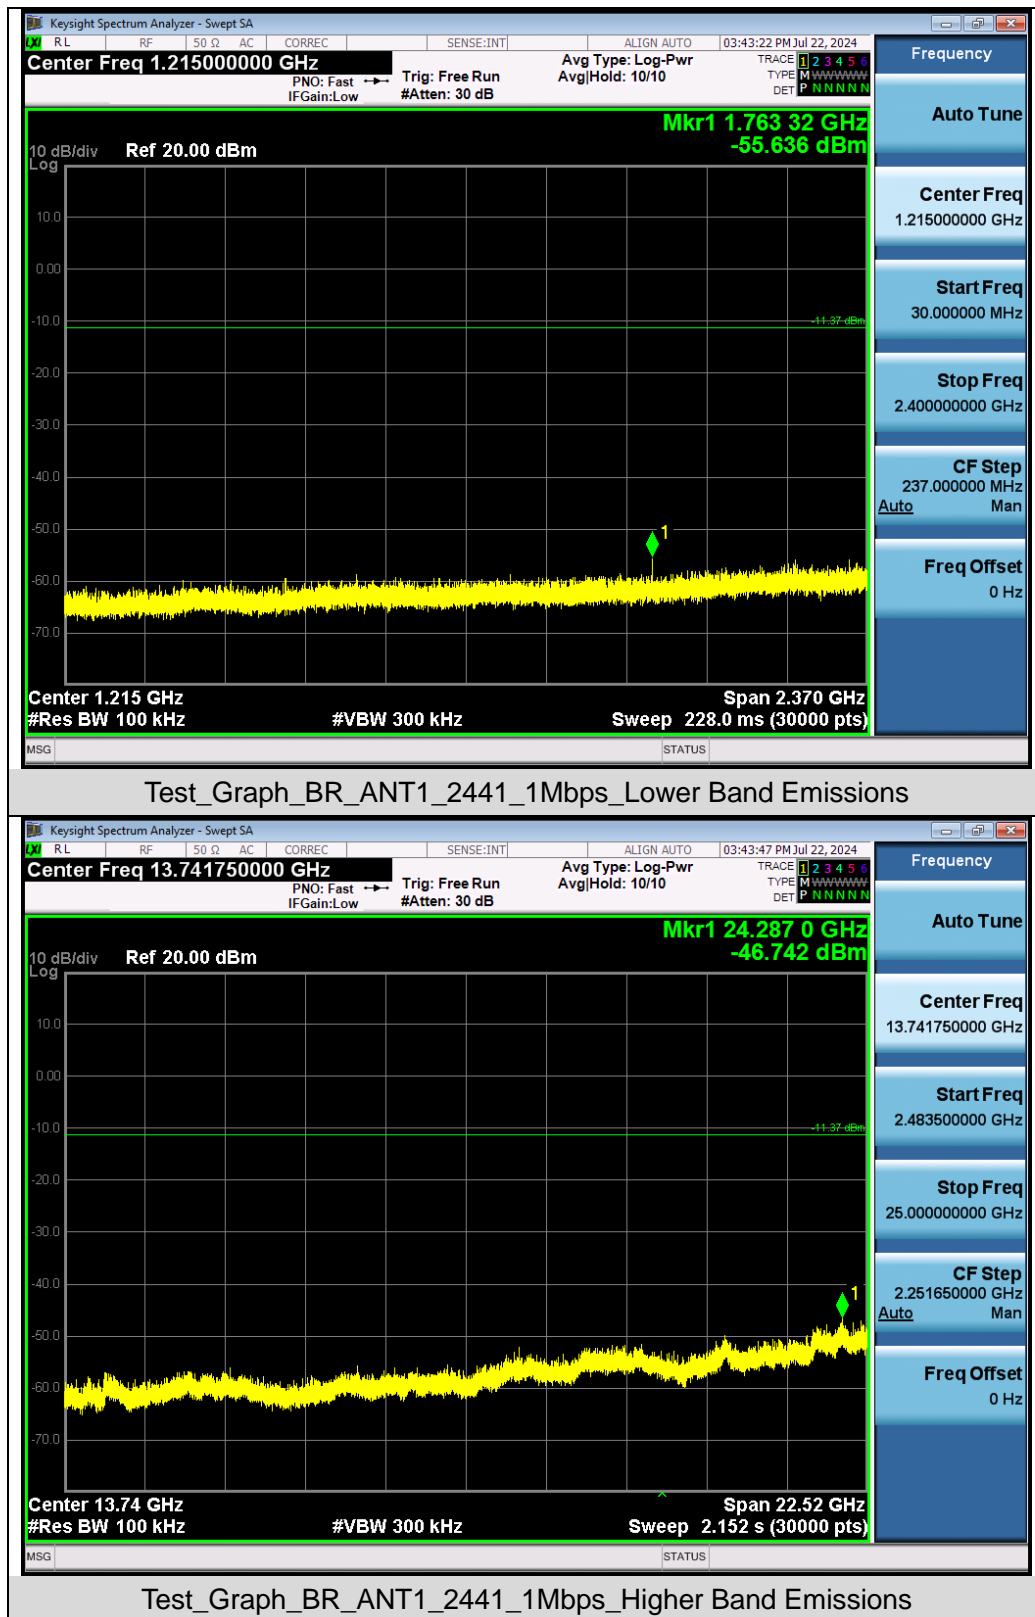 Keysight Spectrum Analyzer - Swept SA
LXI RL RF 50 Ω AC CORREC SENSE:INT ALIGN AUTO 03:43:22 PM Jul 22, 2024
Center Freq 1.215000000 GHz
PNO: Fast
IFGain:Low
Trig: Free Run
#Atten: 30 dB
Avg Type: Log-Pwr
Avg|Hold: 10/10
TRACE 1 2 3 4 5 6
TYPE M WWWWW
DET P N N N N N
Mkr1 1.763 32 GHz
-55.636 dBm
10 dB/div Ref 20.00 dBm
Log
10.0
0.00
-10.0
-11.37 dBm
-20.0
-30.0
-40.0
-50.0
1
-60.0
-70.0
Center 1.215 GHz Span 2.370 GHz
#Res BW 100 kHz #VBW 300 kHz Sweep 228.0 ms (30000 pts)
MSG STATUS
Frequency
Auto Tune
Center Freq
1.215000000 GHz
Start Freq
30.000000 MHz
Stop Freq
2.400000000 GHz
CF Step
237.000000 MHz
Auto Man
Freq Offset
0 Hz
Test_Graph_BR_ANT1_2441_1Mbps_Lower Band Emissions
Keysight Spectrum Analyzer - Swept SA
LXI RL RF 50 Ω AC CORREC SENSE:INT ALIGN AUTO 03:43:47 PM Jul 22, 2024
Center Freq 13.741750000 GHz
PNO: Fast
IFGain:Low
Trig: Free Run
#Atten: 30 dB
Avg Type: Log-Pwr
Avg|Hold: 10/10
TRACE 1 2 3 4 5 6
TYPE M WWWWW
DET P N N N N N
Mkr1 24.287 0 GHz
-46.742 dBm
10 dB/div Ref 20.00 dBm
Log
10.0
0.00
-10.0
-11.37 dBm
-20.0
-30.0
-40.0
1
-50.0
-60.0
-70.0
Center 13.74 GHz Span 22.52 GHz
#Res BW 100 kHz #VBW 300 kHz Sweep 2.152 s (30000 pts)
MSG STATUS
Frequency
Auto Tune
Center Freq
13.741750000 GHz
Start Freq
2.483500000 GHz
Stop Freq
25.000000000 GHz
CF Step
2.251650000 GHz
Auto Man
Freq Offset
0 Hz
Test_Graph_BR_ANT1_2441_1Mbps_Higher Band Emissions